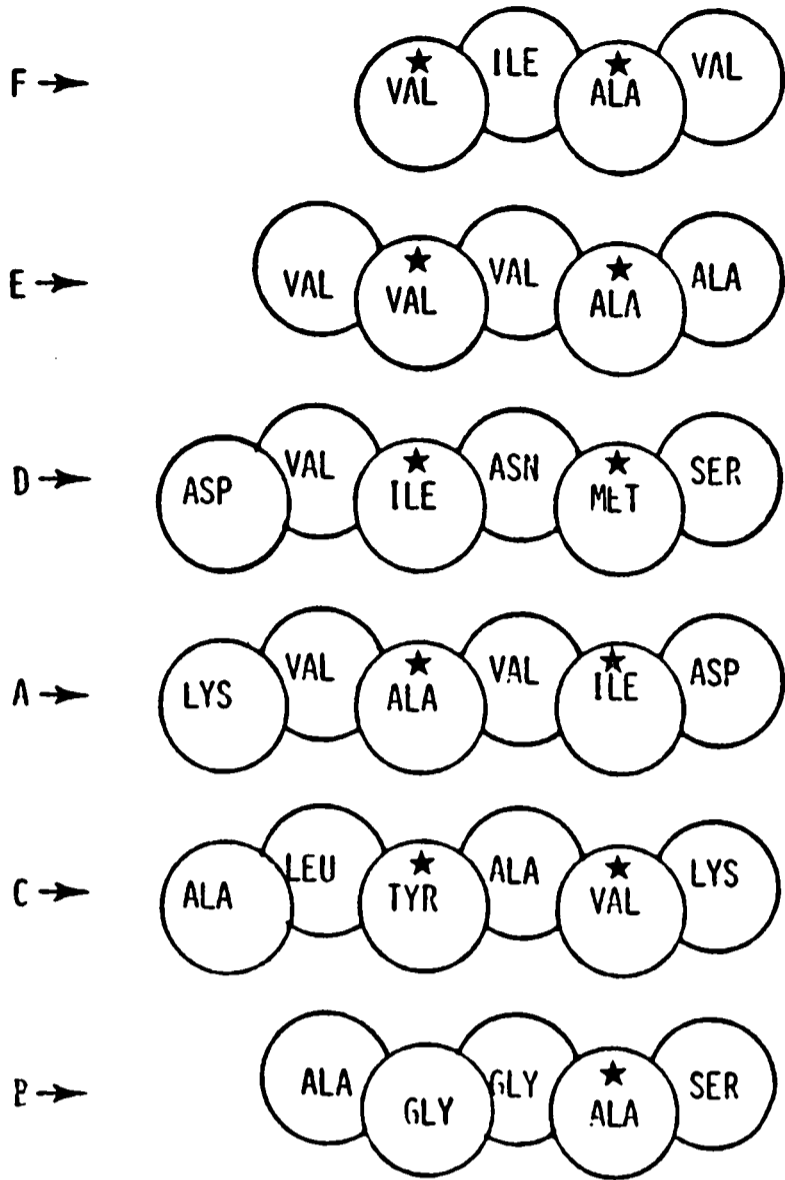 F → VAL ILE ALA VAL
E → VAL VAL VAL ALA ALA
D → ASP VAL ILE ASN MET SER
A → LYS VAL ALA VAL ILE ASP
C → ALA LEU TYR ALA VAL LYS
B → ALA GLY GLY ALA SER